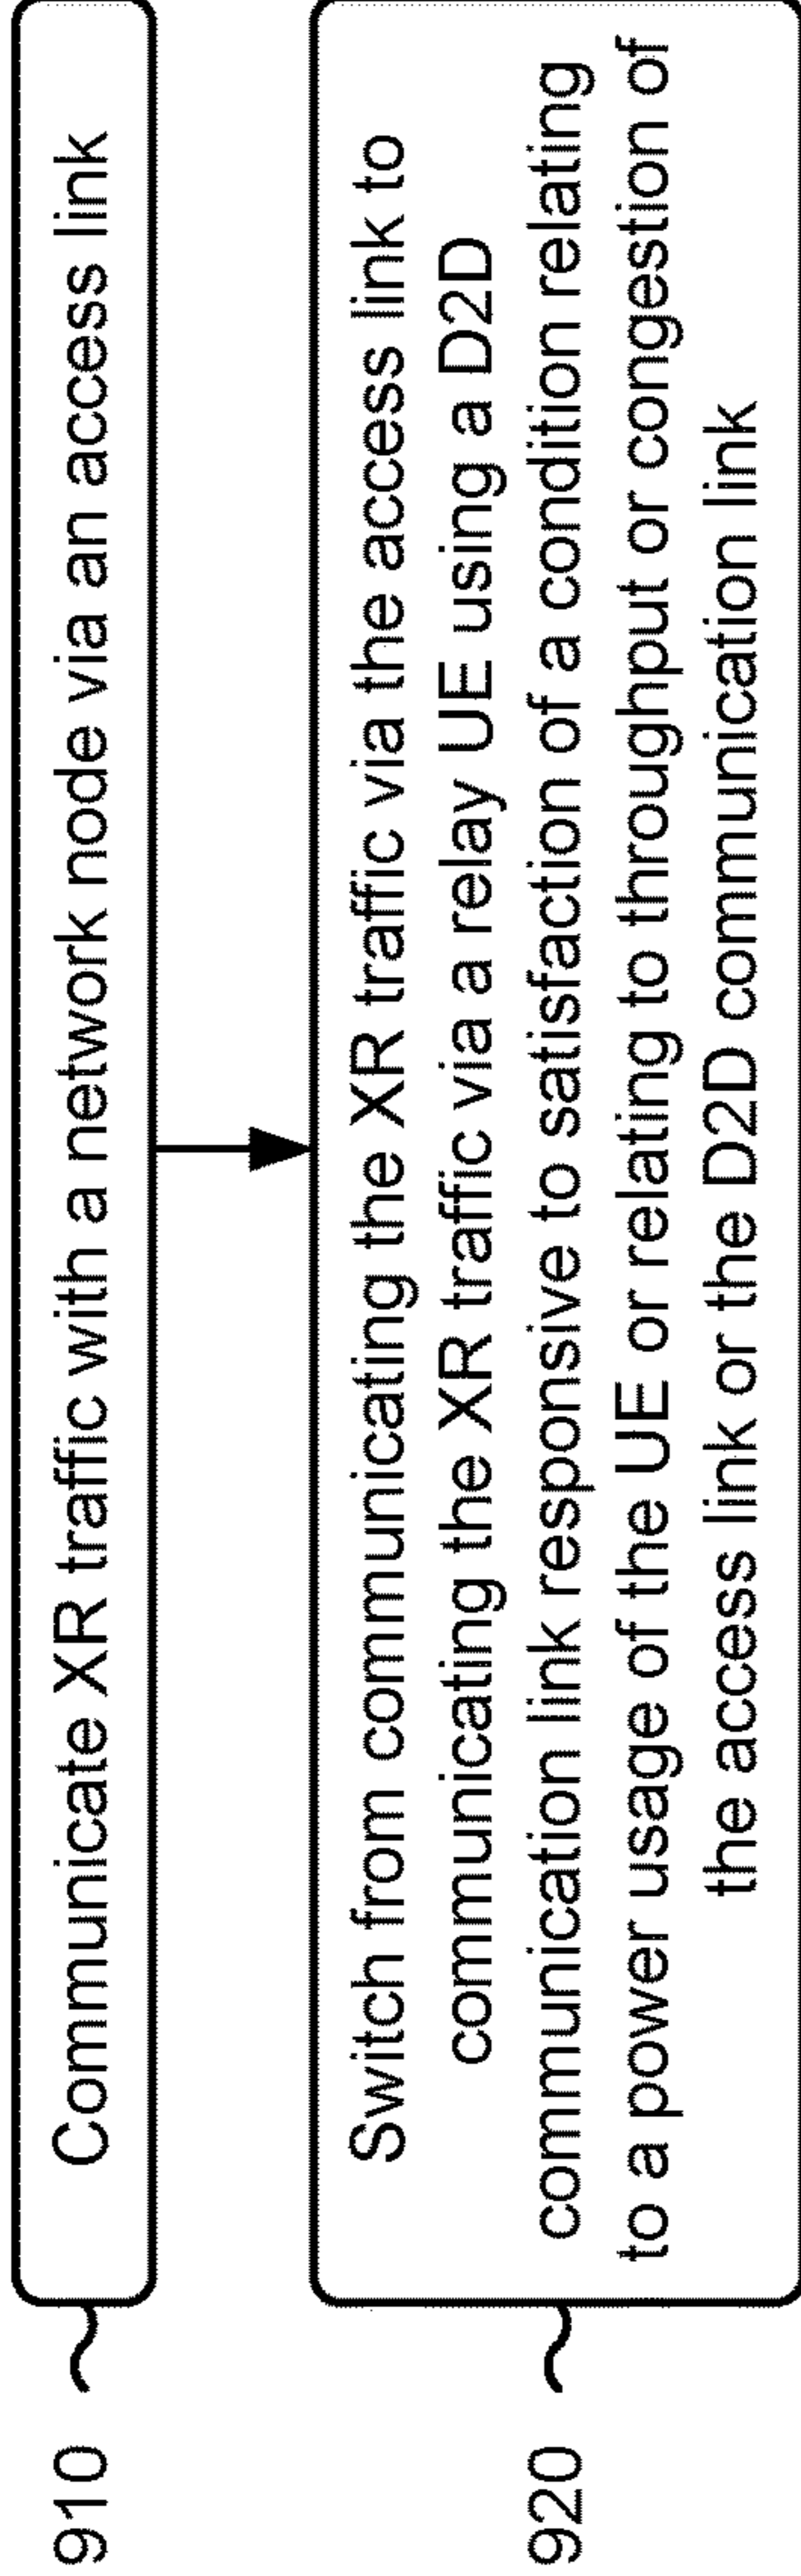 910
Communicate XR traffic with a network node via an access link
920
Switch from communicating the XR traffic via the access link to
communicating the XR traffic via a relay UE using a D2D
communication link responsive to satisfaction of a condition relating
to a power usage of the UE or relating to throughput or congestion of
the access link or the D2D communication link